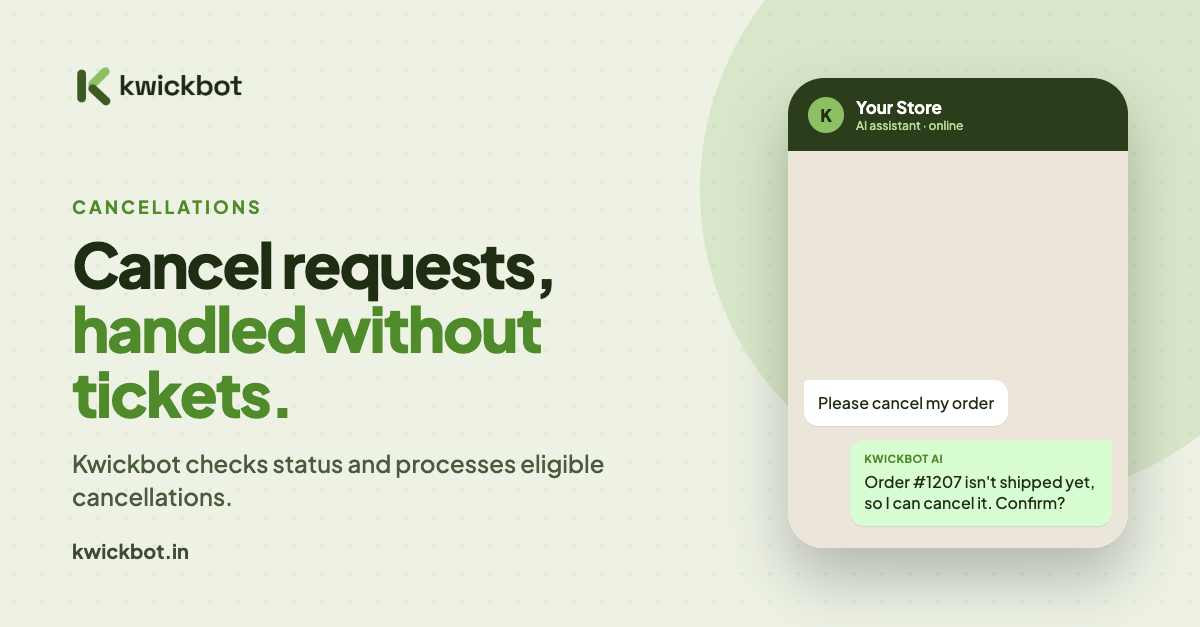 kwickbot
CANCELLATIONS
Cancel requests,
handled without
tickets.
Kwickbot checks status and processes eligible
cancellations.
kwickbot.in
K
Your Store
AI assistant · online
Please cancel my order
KWICKBOT AI
Order #1207 isn't shipped yet,
so I can cancel it. Confirm?